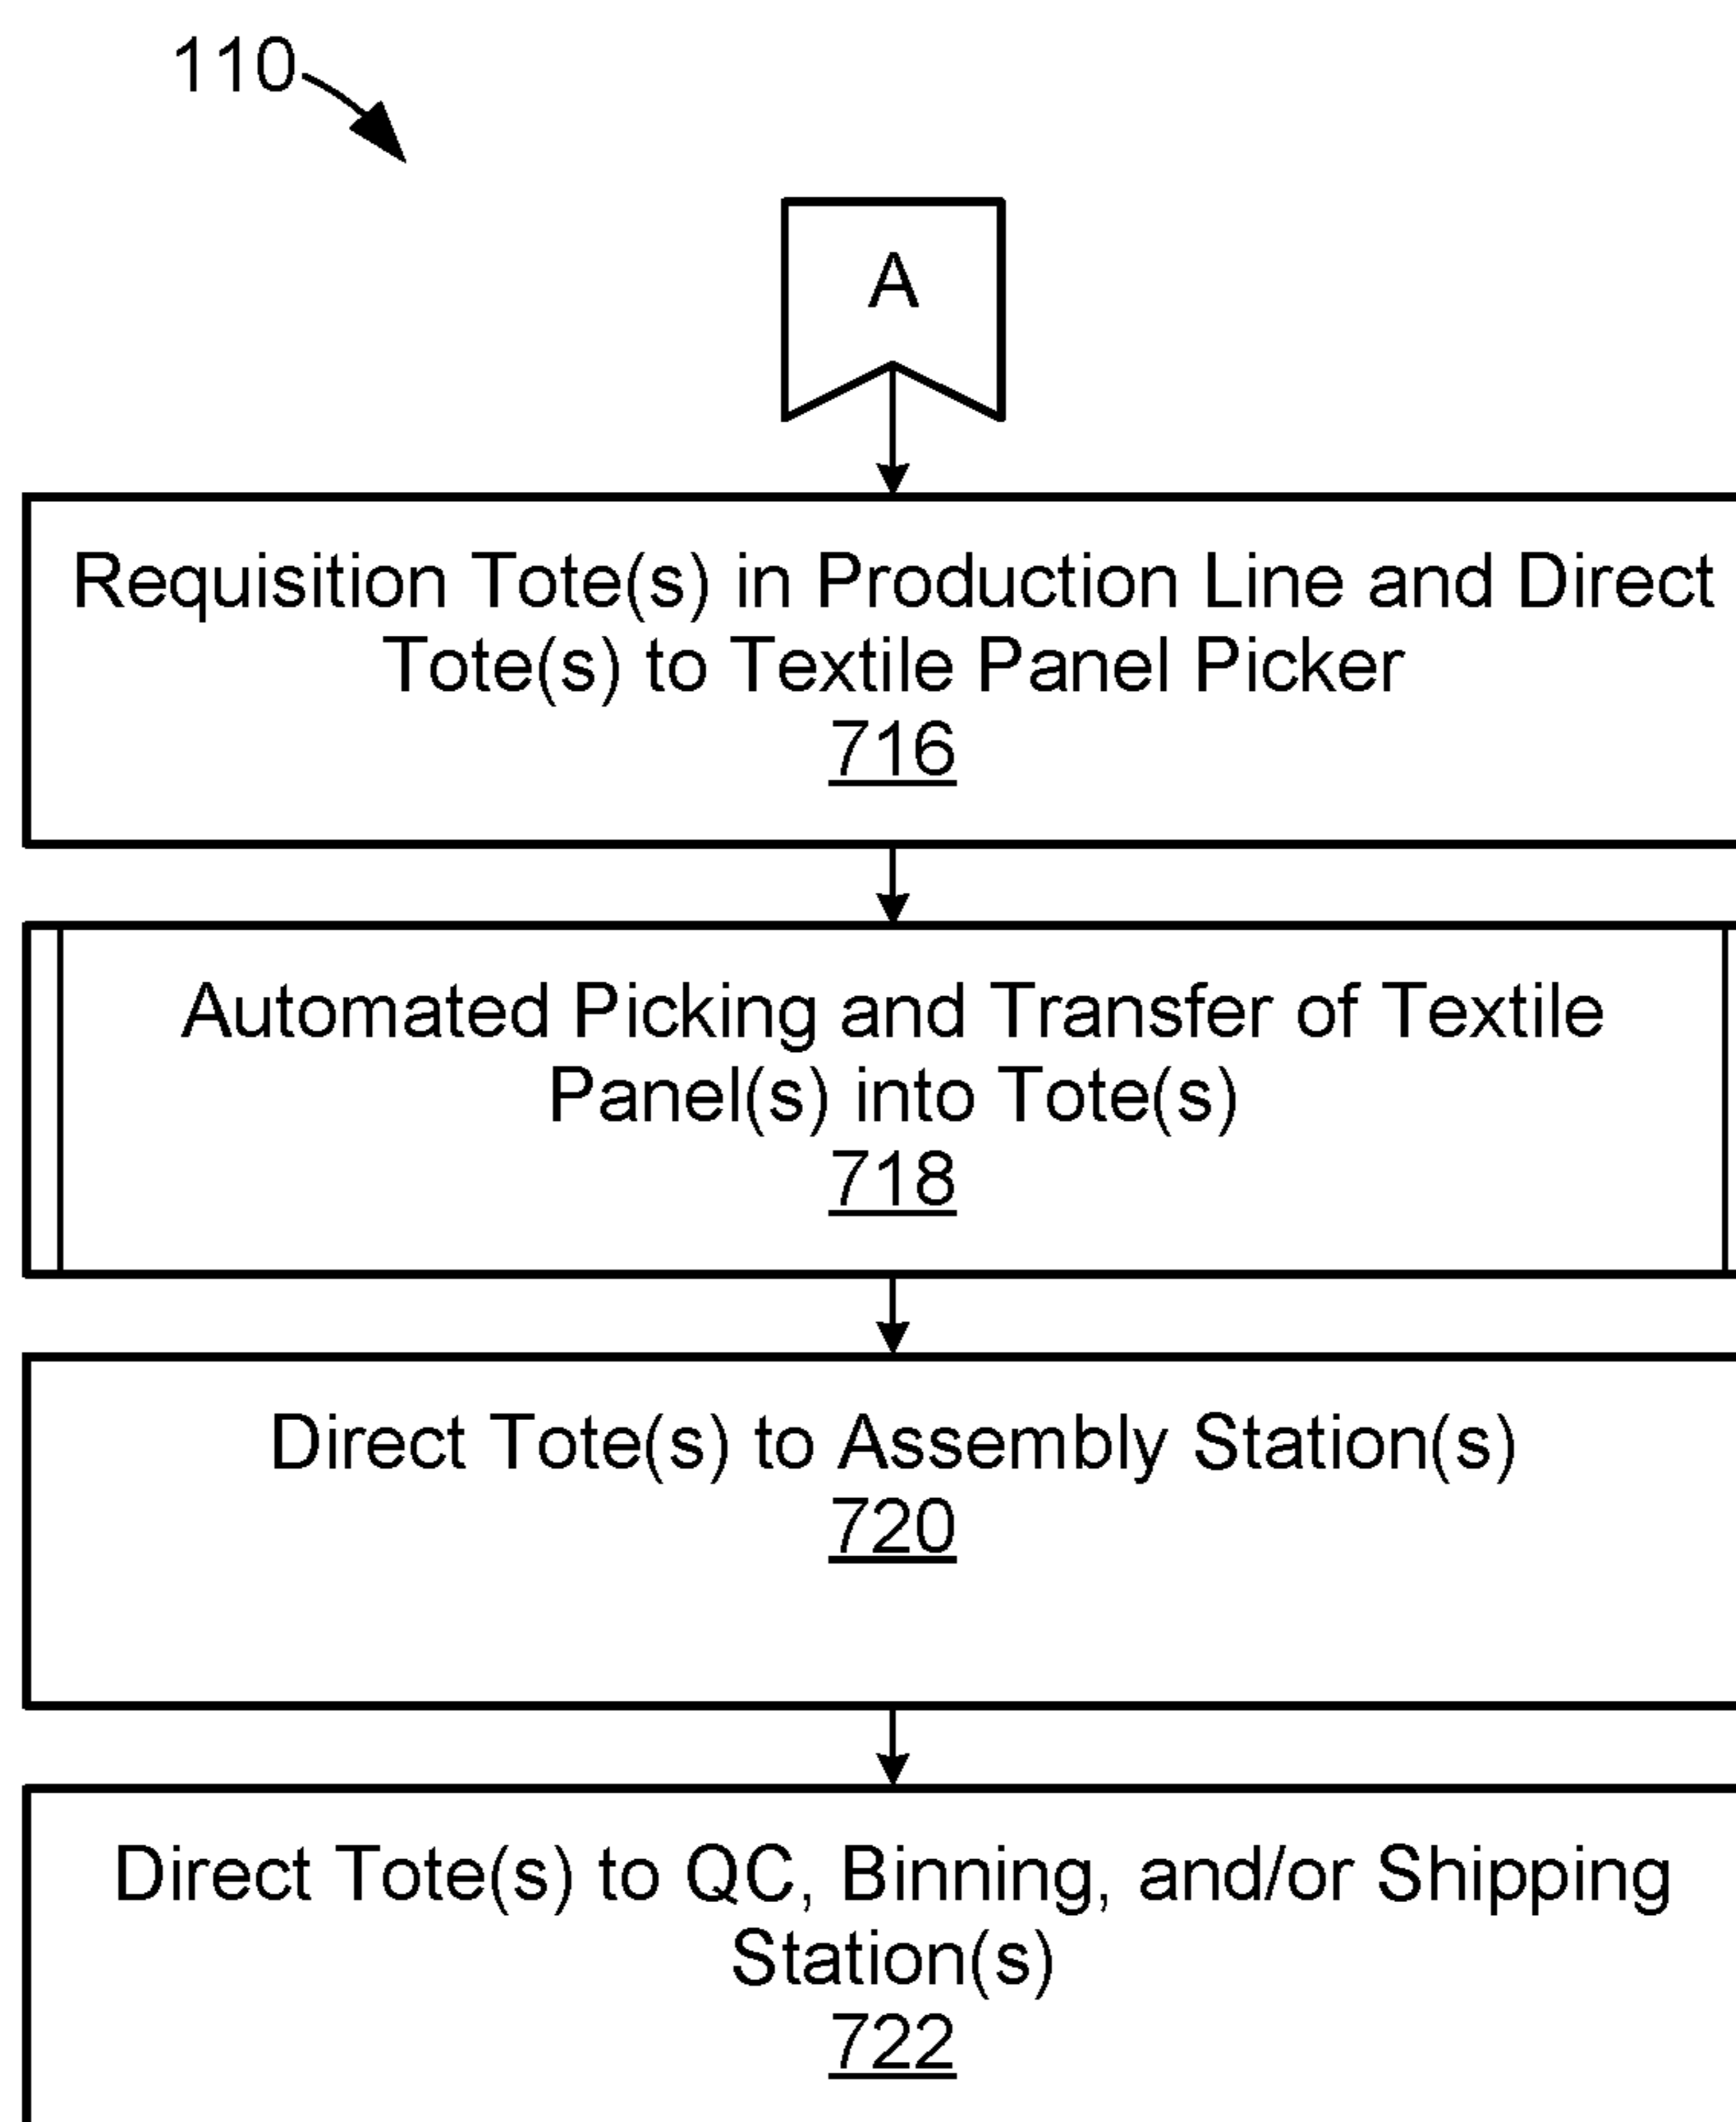 110
A
Requisition Tote(s) in Production Line and Direct
Tote(s) to Textile Panel Picker
716
Automated Picking and Transfer of Textile
Panel(s) into Tote(s)
718
Direct Tote(s) to Assembly Station(s)
720
Direct Tote(s) to QC, Binning, and/or Shipping
Station(s)
722